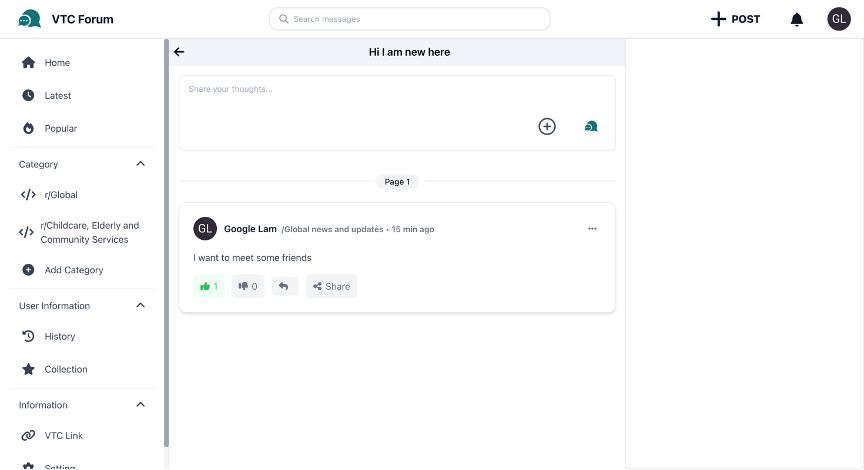 VTC Forum
Search messages
POST
GL
Home
Latest
Popular
Category
r/Global
r/Childcare, Elderly and
Community Services
Add Category
User Information
History
Collection
Information
VTC Link
Setting
Hi I am new here
Share your thoughts...
Page 1
GL Google Lam /Global news and updates • 15 min ago
I want to meet some friends
1 0 Share